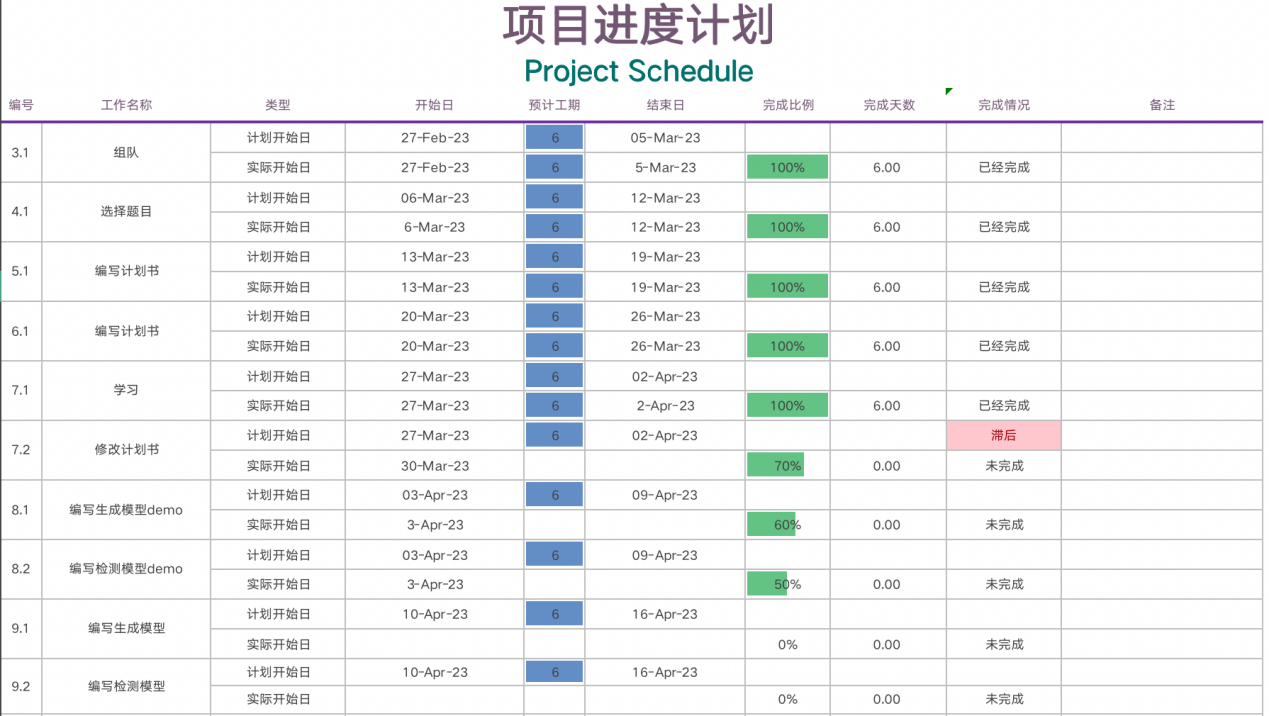 项目进度计划
Project Schedule
编号 工作名称 类型 开始日 预计工期 结束日 完成比例 完成天数 完成情况 备注
3.1 组队 计划开始日 27-Feb-23 6 05-Mar-23
实际开始日 27-Feb-23 6 5-Mar-23 100% 6.00 已经完成
4.1 选择题目 计划开始日 06-Mar-23 6 12-Mar-23
实际开始日 6-Mar-23 6 12-Mar-23 100% 6.00 已经完成
5.1 编写计划书 计划开始日 13-Mar-23 6 19-Mar-23
实际开始日 13-Mar-23 6 19-Mar-23 100% 6.00 已经完成
6.1 编写计划书 计划开始日 20-Mar-23 6 26-Mar-23
实际开始日 20-Mar-23 6 26-Mar-23 100% 6.00 已经完成
7.1 学习 计划开始日 27-Mar-23 6 02-Apr-23
实际开始日 27-Mar-23 6 2-Apr-23 100% 6.00 已经完成
7.2 修改计划书 计划开始日 27-Mar-23 6 02-Apr-23 滞后
实际开始日 30-Mar-23 70% 0.00 未完成
8.1 编写生成模型demo 计划开始日 03-Apr-23 6 09-Apr-23
实际开始日 3-Apr-23 60% 0.00 未完成
8.2 编写检测模型demo 计划开始日 03-Apr-23 6 09-Apr-23
实际开始日 3-Apr-23 50% 0.00 未完成
9.1 编写生成模型 计划开始日 10-Apr-23 6 16-Apr-23
实际开始日 0% 0.00 未完成
9.2 编写检测模型 计划开始日 10-Apr-23 6 16-Apr-23
实际开始日 0% 0.00 未完成